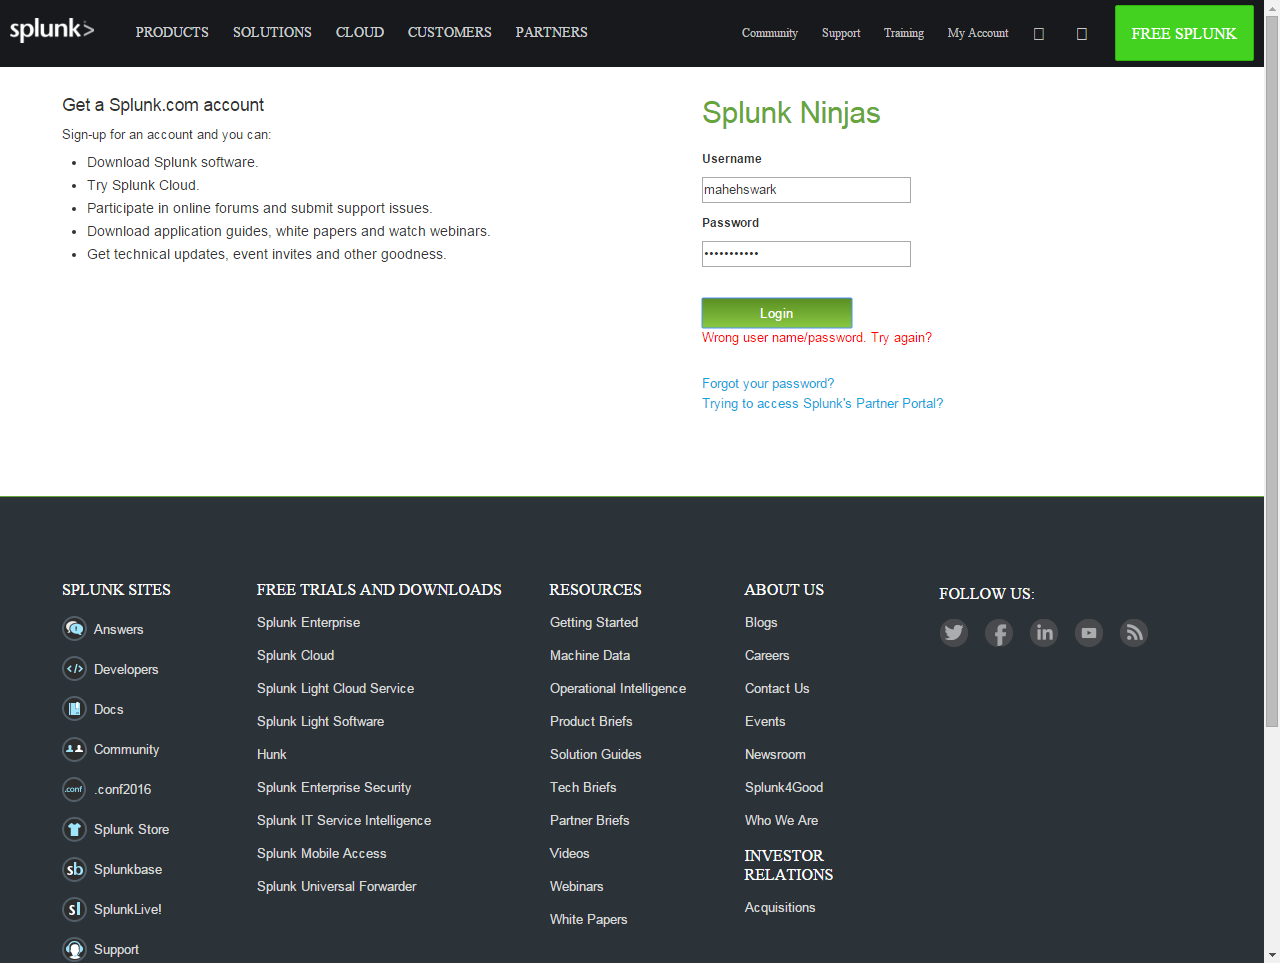 splunk>
PRODUCTS SOLUTIONS CLOUD CUSTOMERS PARTNERS
Community Support Training My Account
FREE SPLUNK
Get a Splunk.com account
Sign-up for an account and you can:
• Download Splunk software.
• Try Splunk Cloud.
• Participate in online forums and submit support issues.
• Download application guides, white papers and watch webinars.
• Get technical updates, event invites and other goodness.
Splunk Ninjas
Username
mahehswark
Password
•••••••••••
Login
Wrong user name/password. Try again?
Forgot your password?
Trying to access Splunk's Partner Portal?
SPLUNK SITES
Answers
Developers
Docs
Community
.conf .conf2016
Splunk Store
sb Splunkbase
sl SplunkLive!
Support
FREE TRIALS AND DOWNLOADS
Splunk Enterprise
Splunk Cloud
Splunk Light Cloud Service
Splunk Light Software
Hunk
Splunk Enterprise Security
Splunk IT Service Intelligence
Splunk Mobile Access
Splunk Universal Forwarder
RESOURCES
Getting Started
Machine Data
Operational Intelligence
Product Briefs
Solution Guides
Tech Briefs
Partner Briefs
Videos
Webinars
White Papers
ABOUT US
Blogs
Careers
Contact Us
Events
Newsroom
Splunk4Good
Who We Are
INVESTOR
RELATIONS
Acquisitions
FOLLOW US: